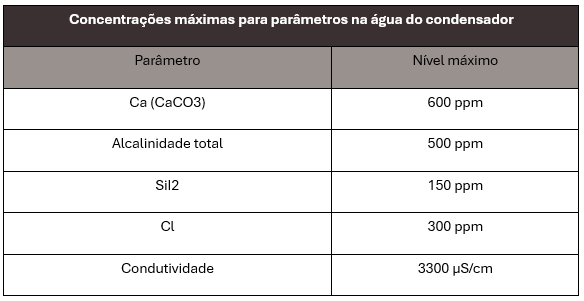 Concentrações máximas para parâmetros na água do condensador
Parâmetro Nível máximo
Ca (CaCO3) 600 ppm
Alcalinidade total 500 ppm
SiI2 150 ppm
Cl 300 ppm
Condutividade 3300 µS/cm